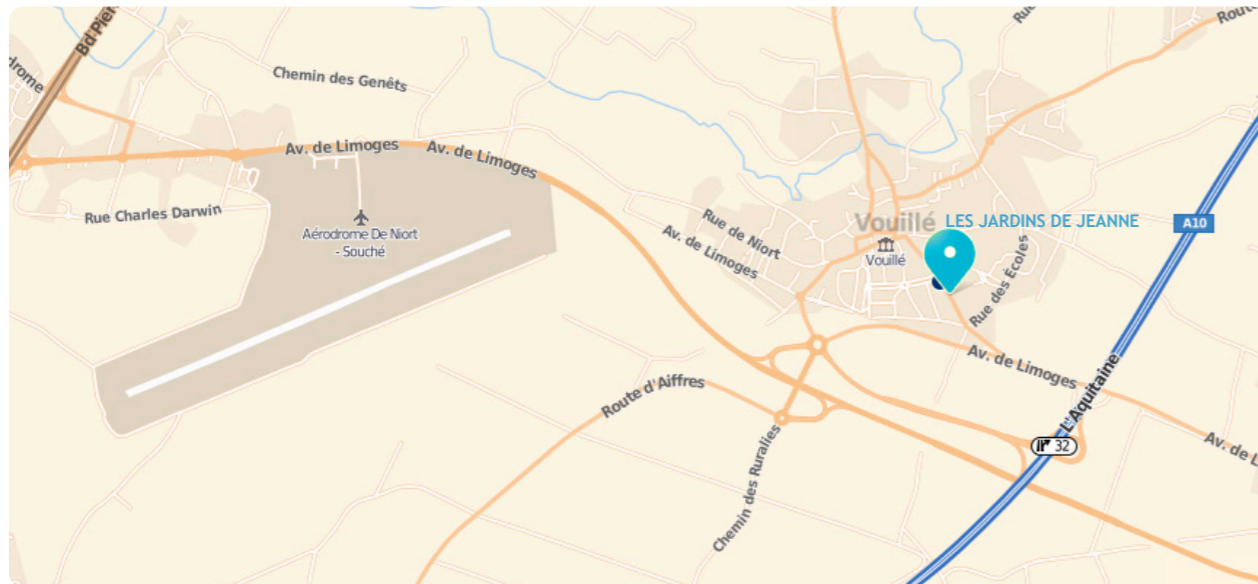 Bd Pier
drome
Chemin des Genêts
Av. de Limoges
Av. de Limoges
Rue Charles Darwin
Aérodrome De Niort
- Souché
Rue
Route
Rue de Niort
Av. de Limoges
Vouillé
LES JARDINS DE JEANNE
Vouillé
Rue des Écoles
A10
Av. de Limoges
L'Aquitaine
Route d'Aiffres
Chemin des Ruralies
32
Av. de L